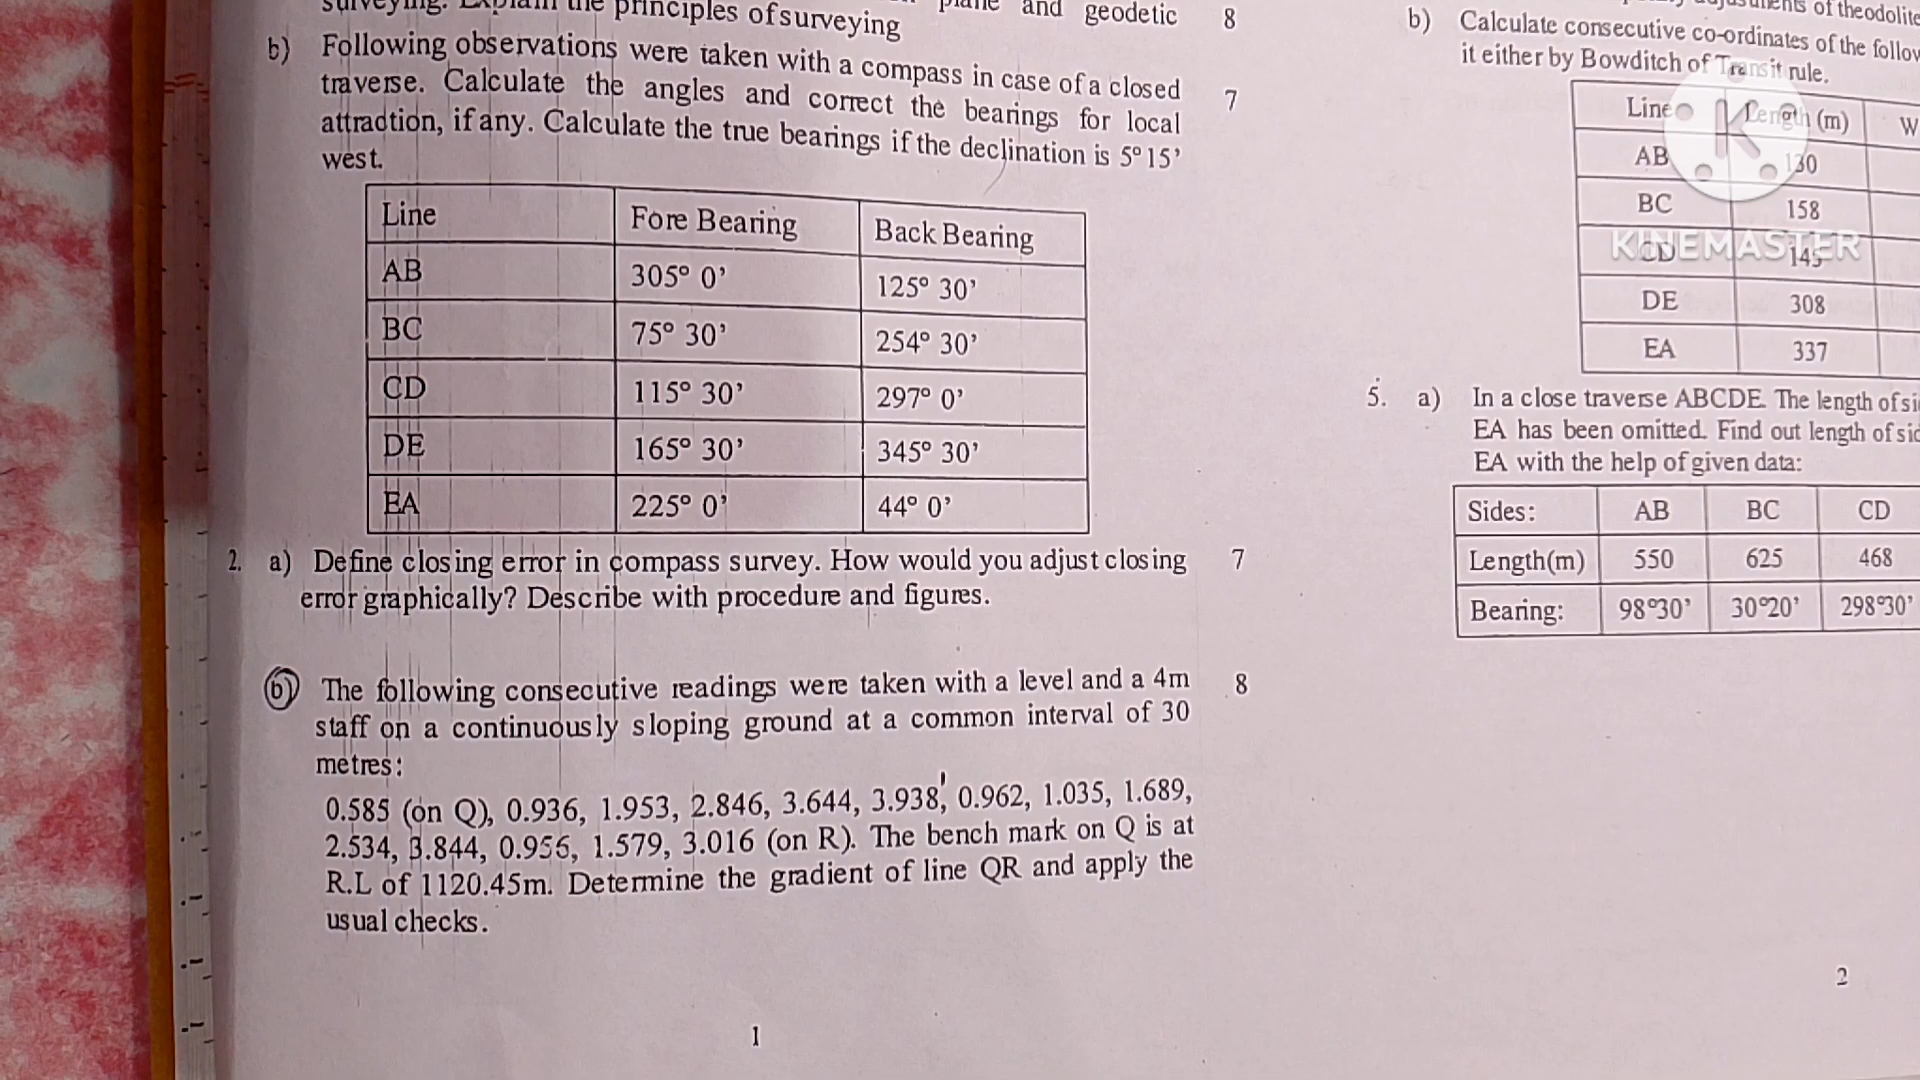 surveying. Explain the principles of surveying
plane and geodetic 8
b) Following observations were taken with a compass in case of a closed 7
traverse. Calculate the angles and correct the bearings for local
attraction, if any. Calculate the true bearings if the declination is 5° 15’
west.
Line Fore Bearing Back Bearing
AB 305° 0’ 125° 30’
BC 75° 30’ 254° 30’
CD 115° 30’ 297° 0’
DE 165° 30’ 345° 30’
EA 225° 0’ 44° 0’
2. a) Define closing error in compass survey. How would you adjust closing 7
error graphically? Describe with procedure and figures.
b) The following consecutive readings were taken with a level and a 4m 8
staff on a continuously sloping ground at a common interval of 30
metres:
0.585 (on Q), 0.936, 1.953, 2.846, 3.644, 3.938, 0.962, 1.035, 1.689,
2.534, 3.844, 0.956, 1.579, 3.016 (on R). The bench mark on Q is at
R.L of 1120.45m. Determine the gradient of line QR and apply the
usual checks.
1
of theodolite
b) Calculate consecutive co-ordinates of the follow
it either by Bowditch of Transit rule.
Line Length (m) W
AB 130
BC 158
CD 145
DE 308
EA 337
KINEMASTER
5. a) In a close traverse ABCDE. The length of si
EA has been omitted. Find out length of sid
EA with the help of given data:
Sides: AB BC CD
Length(m) 550 625 468
Bearing: 98°30’ 30°20’ 298°30’
2